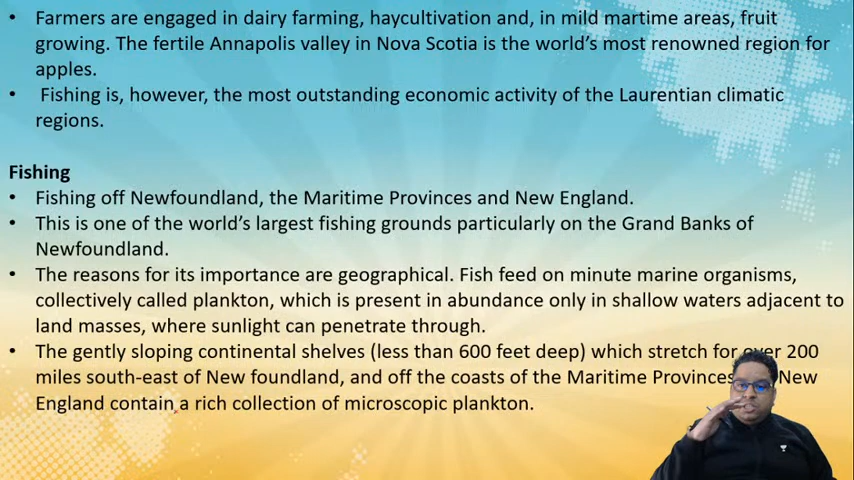 • Farmers are engaged in dairy farming, haycultivation and, in mild martime areas, fruit
growing. The fertile Annapolis valley in Nova Scotia is the world's most renowned region for
apples.
• Fishing is, however, the most outstanding economic activity of the Laurentian climatic
regions.
Fishing
• Fishing off Newfoundland, the Maritime Provinces and New England.
• This is one of the world's largest fishing grounds particularly on the Grand Banks of
Newfoundland.
• The reasons for its importance are geographical. Fish feed on minute marine organisms,
collectively called plankton, which is present in abundance only in shallow waters adjacent to
land masses, where sunlight can penetrate through.
• The gently sloping continental shelves (less than 600 feet deep) which stretch for over 200
miles south-east of New foundland, and off the coasts of the Maritime Provinces New
England contain a rich collection of microscopic plankton.